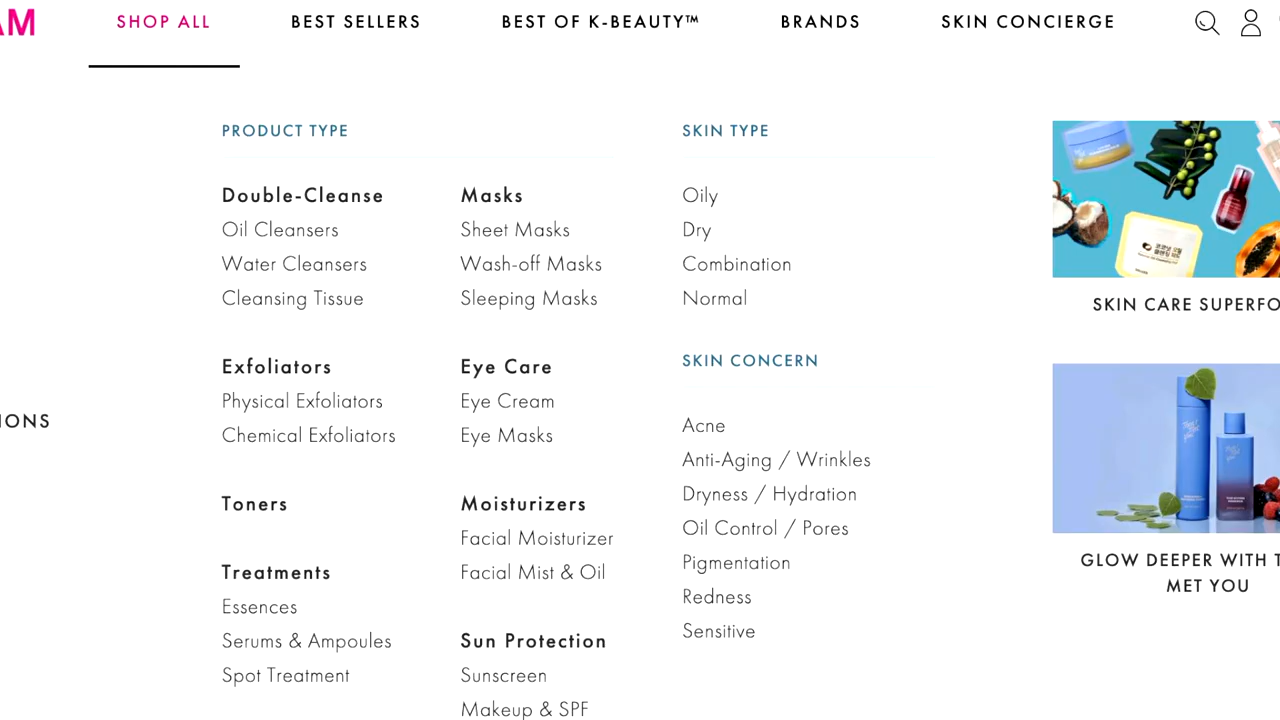 AM
SHOP ALL
BEST SELLERS
BEST OF K-BEAUTY™
BRANDS
SKIN CONCIERGE
IONS
PRODUCT TYPE
Double-Cleanse
Oil Cleansers
Water Cleansers
Cleansing Tissue
Exfoliators
Physical Exfoliators
Chemical Exfoliators
Toners
Treatments
Essences
Serums & Ampoules
Spot Treatment
Masks
Sheet Masks
Wash-off Masks
Sleeping Masks
Eye Care
Eye Cream
Eye Masks
Moisturizers
Facial Moisturizer
Facial Mist & Oil
Sun Protection
Sunscreen
Makeup & SPF
SKIN TYPE
Oily
Dry
Combination
Normal
SKIN CONCERN
Acne
Anti-Aging / Wrinkles
Dryness / Hydration
Oil Control / Pores
Pigmentation
Redness
Sensitive
SKIN CARE SUPERFO
GLOW DEEPER WITH T
MET YOU